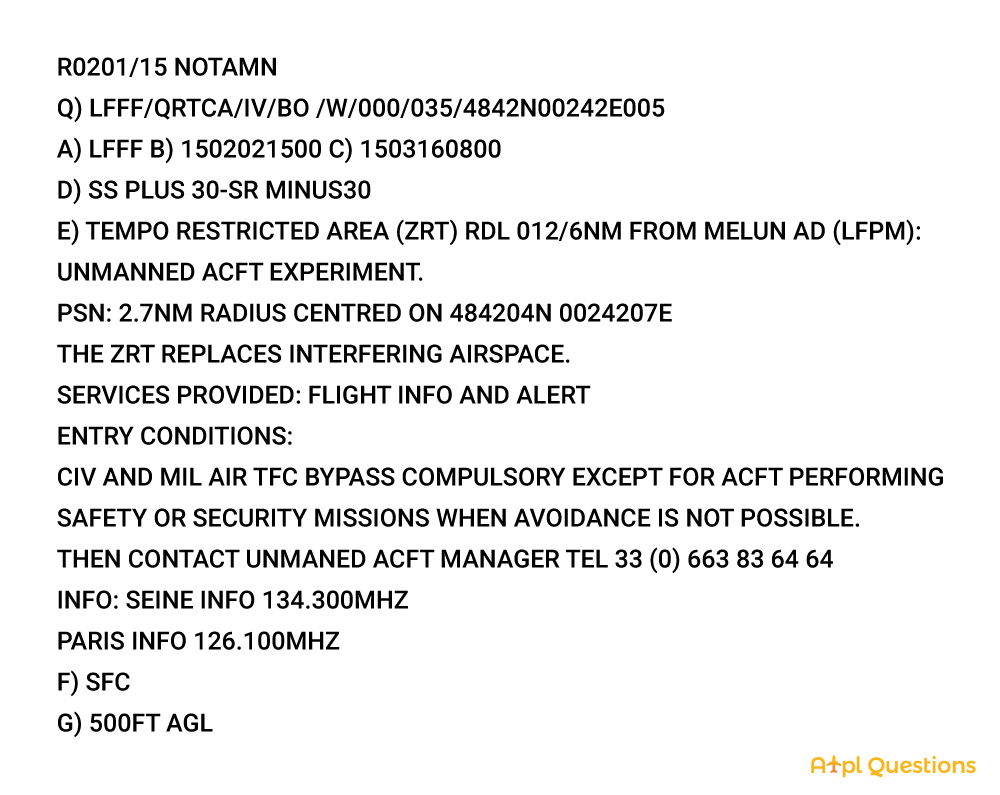 R0201/15 NOTAMN
Q) LFFF/QRTCA/IV/BO /W/000/035/4842N00242E005
A) LFFF B) 1502021500 C) 1503160800
D) SS PLUS 30-SR MINUS30
E) TEMPO RESTRICTED AREA (ZRT) RDL 012/6NM FROM MELUN AD (LFPM):
UNMANNED ACFT EXPERIMENT.
PSN: 2.7NM RADIUS CENTRED ON 484204N 0024207E
THE ZRT REPLACES INTERFERING AIRSPACE.
SERVICES PROVIDED: FLIGHT INFO AND ALERT
ENTRY CONDITIONS:
CIV AND MIL AIR TFC BYPASS COMPULSORY EXCEPT FOR ACFT PERFORMING
SAFETY OR SECURITY MISSIONS WHEN AVOIDANCE IS NOT POSSIBLE.
THEN CONTACT UNMANED ACFT MANAGER TEL 33 (0) 663 83 64 64
INFO: SEINE INFO 134.300MHZ
PARIS INFO 126.100MHZ
F) SFC
G) 500FT AGL
Atpl Questions